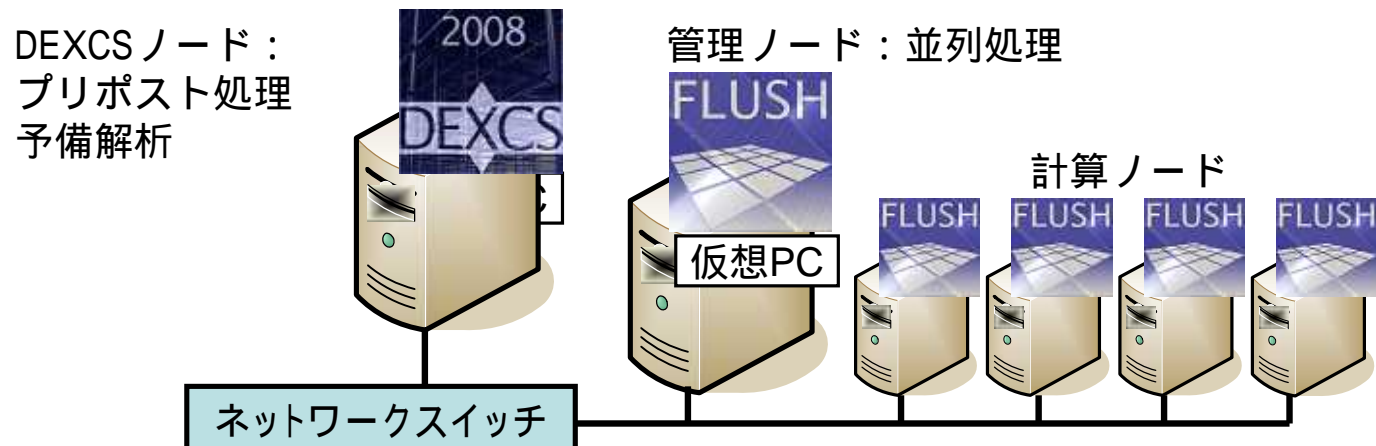 DEXCSノード：
プリポスト処理
予備解析
2008
DEXCS
管理ノード：並列処理
FLUSH
仮想PC
計算ノード
FLUSH
FLUSH
FLUSH
FLUSH
ネットワークスイッチ